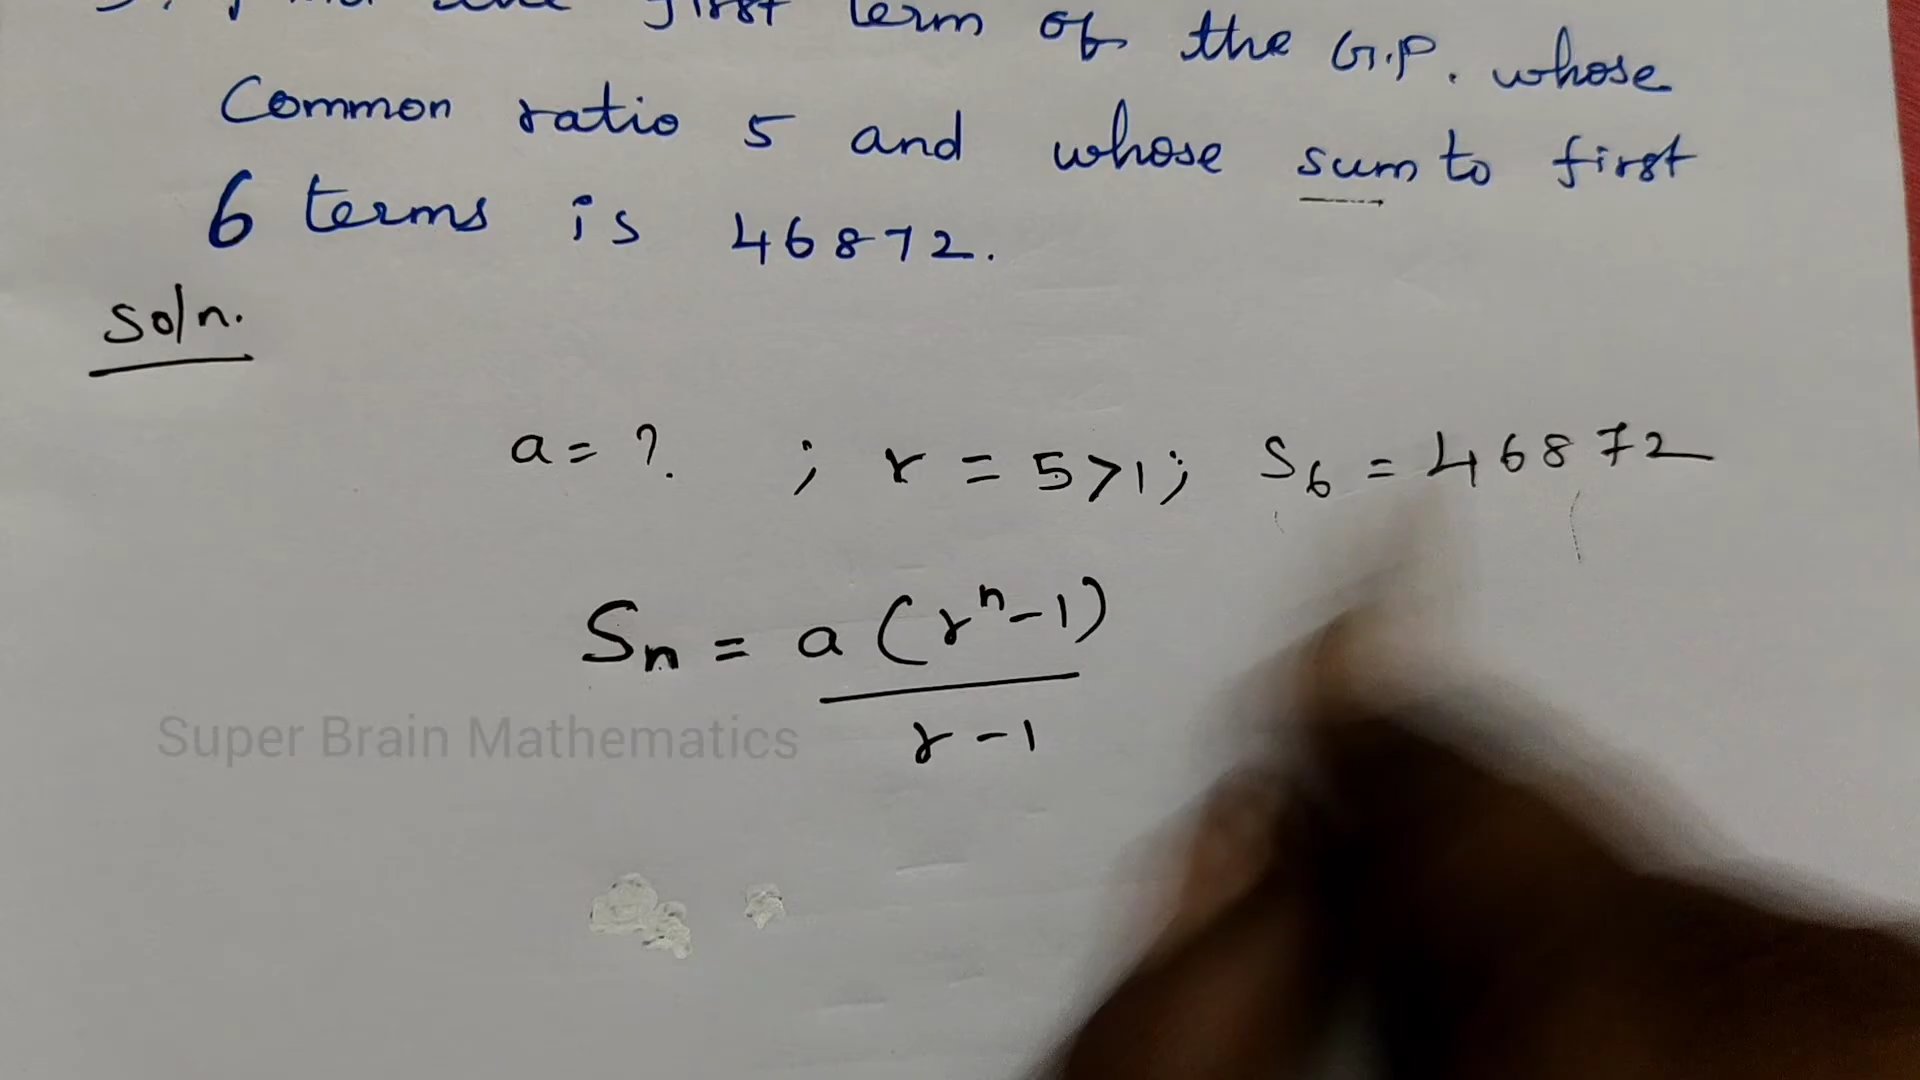 first term of the G.P. whose
Common ratio 5 and whose sum to first
6 terms is 46872.
Soln.
a = ? ; r = 5>1; S₆ = 46872
Sₙ = a (rⁿ-1)
r-1
Super Brain Mathematics